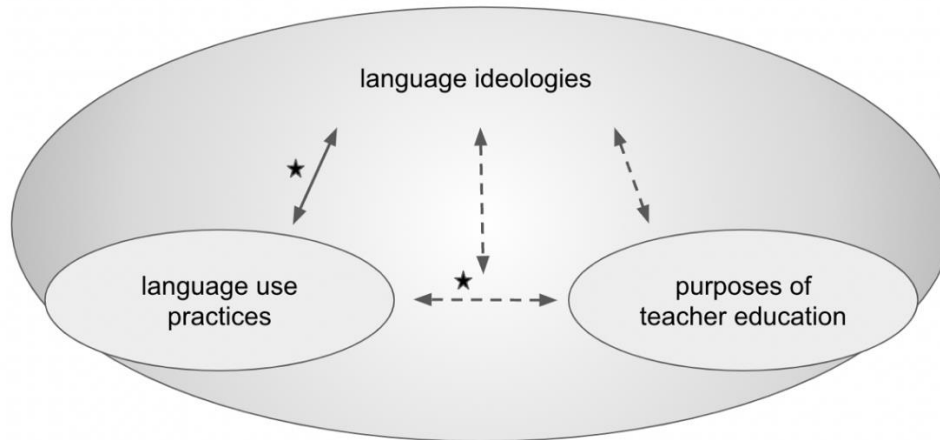 language ideologies
language use
practices
purposes of
teacher education